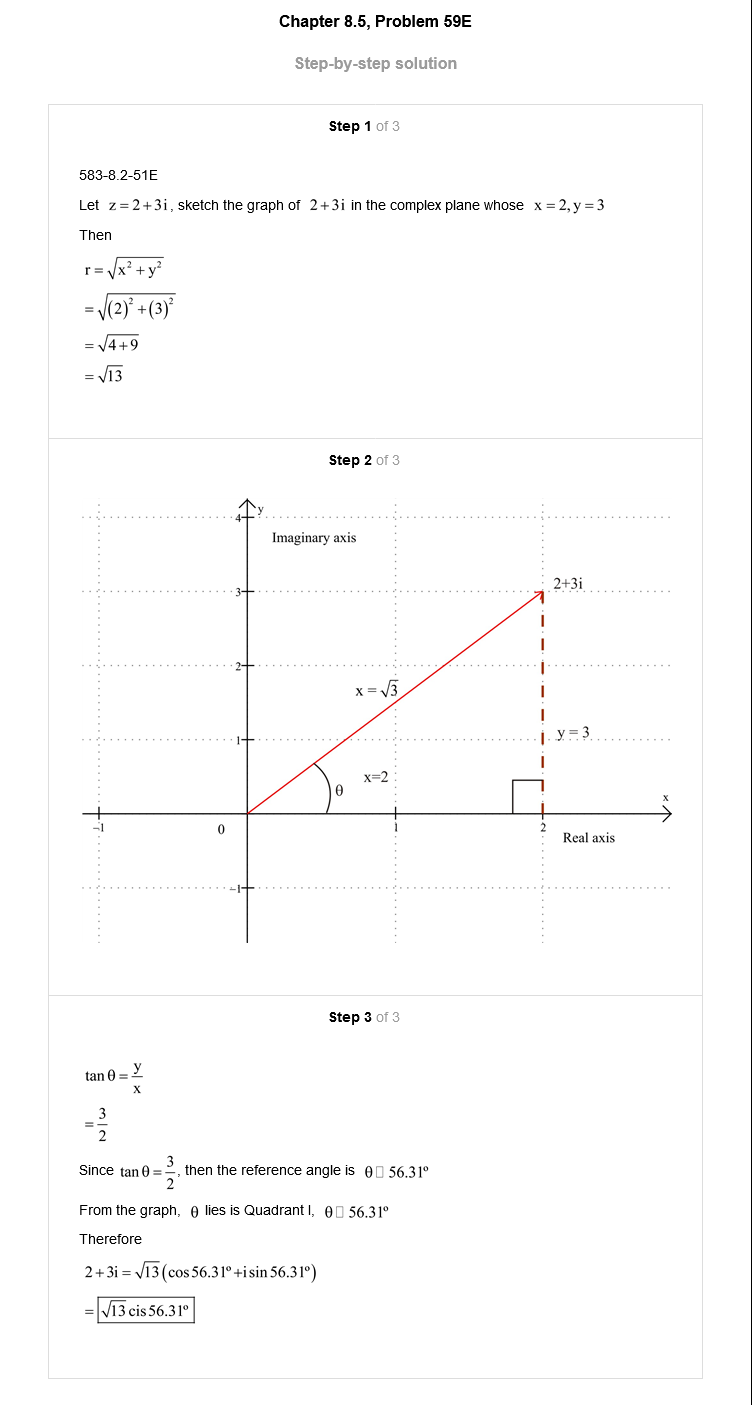 Chapter 8.5, Problem 59E
Step-by-step solution
Step 1 of 3
583-8.2-51E
Let z = 2 + 3i, sketch the graph of 2 + 3i in the complex plane whose x = 2, y = 3
Then
r = √(x² + y²)
= √((2)² + (3)²)
= √(4 + 9)
= √13
Step 2 of 3
y
4
Imaginary axis
2+3i
3
2
x = √3
y = 3
1
x=2
θ
x
−1
0
1
2
Real axis
−1
Step 3 of 3
tan θ = y/x
= 3/2
Since tan θ = 3/2, then the reference angle is θ □ 56.31º
From the graph, θ lies is Quadrant I, θ □ 56.31º
Therefore
2 + 3i = √13 (cos 56.31º + i sin 56.31º)
= √13 cis 56.31º